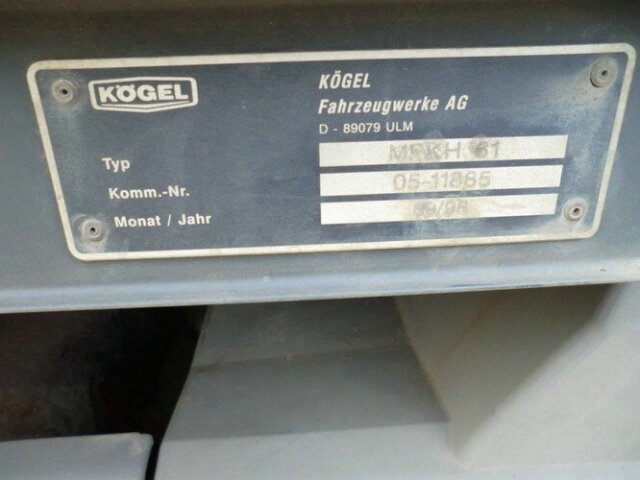 KÖGEL
KÖGEL
Fahrzeugwerke AG
D - 89079 ULM
Typ
Komm.-Nr. 05-11865
Monat / Jahr